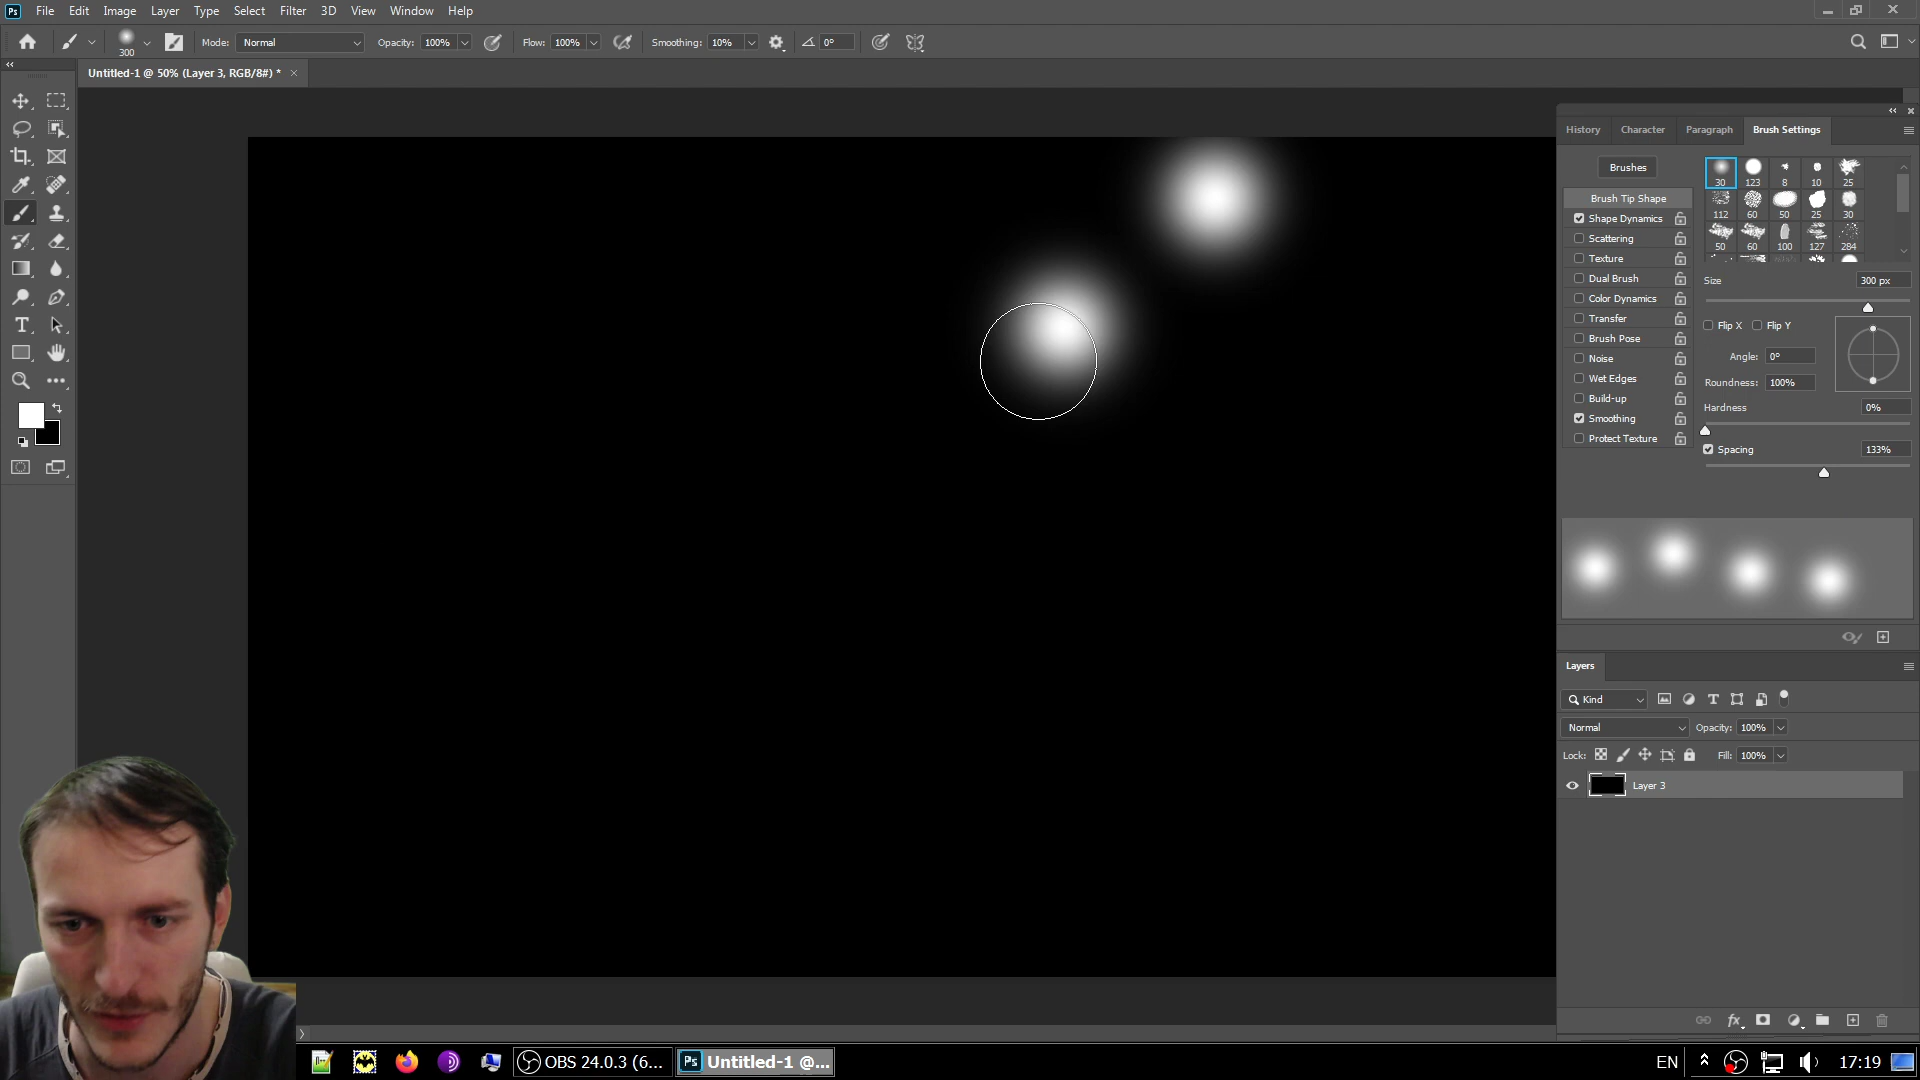 Ps File Edit Image Layer Type Select Filter 3D View Window Help
300 Mode: Normal Opacity: 100% Flow: 100% Smoothing: 10% 0°
Untitled-1 @ 50% (Layer 3, RGB/8#) *
History Character Paragraph Brush Settings
Brushes
30 123 8 10 25
Brush Tip Shape
112 60 50 25 30
Shape Dynamics
Scattering
50 60 100 127 284
Texture
Dual Brush
Size 300 px
Color Dynamics
Transfer
Flip X Flip Y
Brush Pose
Noise
Angle: 0°
Wet Edges
Roundness: 100%
Build-up
Hardness 0%
Smoothing
Protect Texture
Spacing 133%
Layers
Kind
Normal Opacity: 100%
Lock: Fill: 100%
Layer 3
fx
OBS 24.0.3 (6... Ps Untitled-1 @... EN 17:19